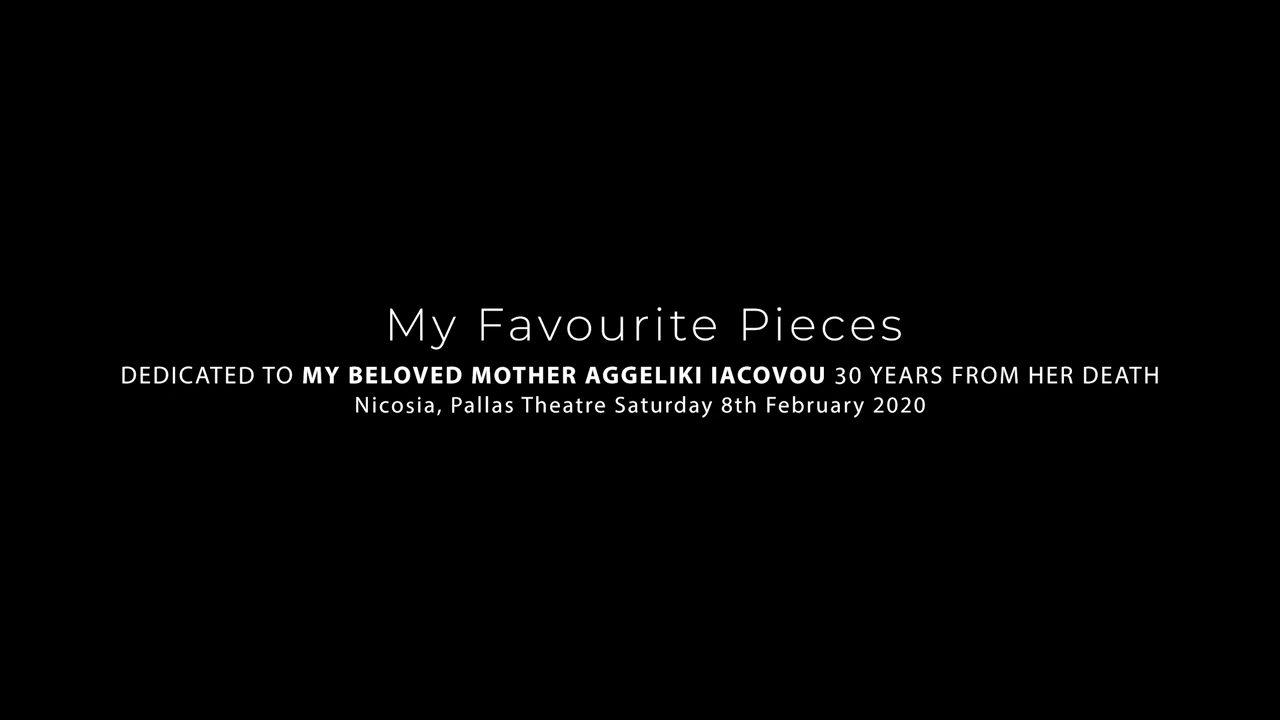 My Favourite Pieces
DEDICATED TO MY BELOVED MOTHER AGGELIKI IACOVOU 30 YEARS FROM HER DEATH
Nicosia, Pallas Theatre Saturday 8th February 2020